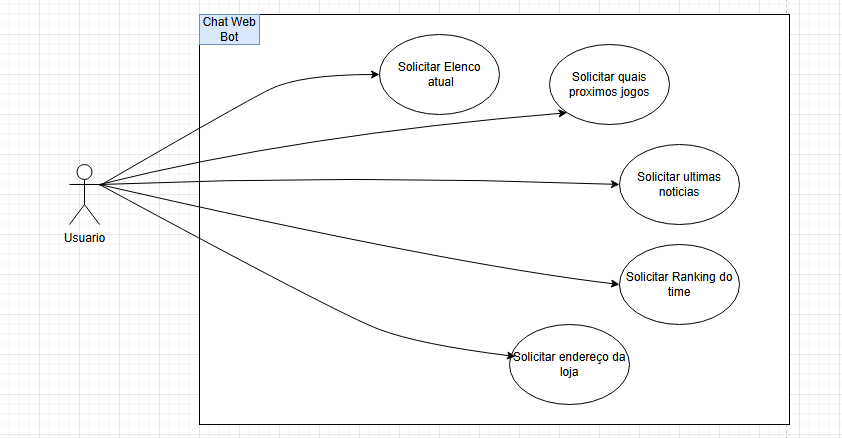 Chat Web
Bot
Solicitar Elenco
atual
Solicitar quais
proximos jogos
Solicitar ultimas
noticias
Usuario
Solicitar Ranking do
time
Solicitar endereço da
loja